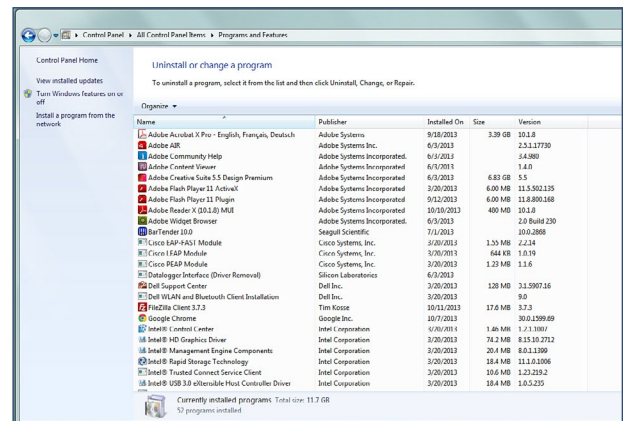 Control Panel ▸ All Control Panel Items ▸ Programs and Features
Control Panel Home
View installed updates
Turn Windows features on or off
Install a program from the network
Uninstall or change a program
To uninstall a program, select it from the list and then click Uninstall, Change, or Repair.
Organize
Name Publisher Installed On Size Version
Adobe Acrobat X Pro - English, Français, Deutsch Adobe Systems 9/18/2013 3.39 GB 10.1.8
Adobe AIR Adobe Systems Inc. 6/3/2013 2.5.1.17730
Adobe Community Help Adobe Systems Incorporated. 6/3/2013 3.4.980
Adobe Content Viewer Adobe Systems Incorporated 6/3/2013 1.4.0
Adobe Creative Suite 5.5 Design Premium Adobe Systems Incorporated 6/3/2013 6.83 GB 5.5
Adobe Flash Player 11 ActiveX Adobe Systems Incorporated 3/20/2013 6.00 MB 11.5.502.135
Adobe Flash Player 11 Plugin Adobe Systems Incorporated 9/12/2013 6.00 MB 11.8.800.168
Adobe Reader X (10.1.8) MUI Adobe Systems Incorporated 10/10/2013 480 MB 10.1.8
Adobe Widget Browser Adobe Systems Incorporated. 6/3/2013 2.0 Build 230
BarTender 10.0 Seagull Scientific 7/1/2013 10.0.2868
Cisco EAP-FAST Module Cisco Systems, Inc. 3/20/2013 1.55 MB 2.2.14
Cisco LEAP Module Cisco Systems, Inc. 3/20/2013 644 KB 1.0.19
Cisco PEAP Module Cisco Systems, Inc. 3/20/2013 1.23 MB 1.1.6
Datalogger Interface (Driver Removal) Silicon Laboratories 6/3/2013
Dell Support Center Dell Inc. 3/20/2013 128 MB 3.1.5907.16
Dell WLAN and Bluetooth Client Installation Dell Inc. 3/20/2013 9.0
FileZilla Client 3.7.3 Tim Kosse 10/11/2013 17.6 MB 3.7.3
Google Chrome Google Inc. 10/7/2013 30.0.1599.69
Intel® Control Center Intel Corporation 3/20/2013 1.46 MB 1.2.1.1007
Intel® HD Graphics Driver Intel Corporation 3/20/2013 74.2 MB 8.15.10.2712
Intel® Management Engine Components Intel Corporation 3/20/2013 20.4 MB 8.0.1.1399
Intel® Rapid Storage Technology Intel Corporation 3/20/2013 18.4 MB 11.1.0.1006
Intel® Trusted Connect Service Client Intel Corporation 3/20/2013 10.6 MB 1.23.219.2
Intel® USB 3.0 eXtensible Host Controller Driver Intel Corporation 3/20/2013 18.4 MB 1.0.5.235
Currently installed programs Total size: 11.7 GB
52 programs installed